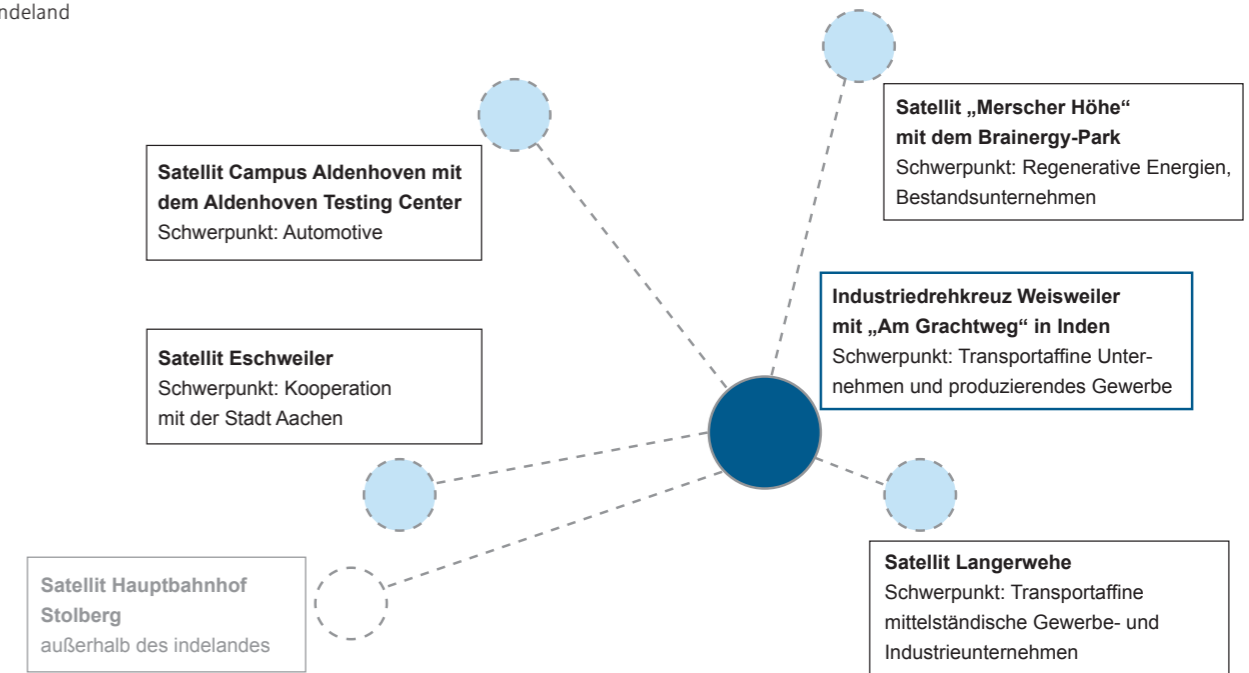 ndeland
Satellit „Merscher Höhe“
mit dem Brainergy-Park
Schwerpunkt: Regenerative Energien,
Bestandsunternehmen
Satellit Campus Aldenhoven mit
dem Aldenhoven Testing Center
Schwerpunkt: Automotive
Industriedrehkreuz Weisweiler
mit „Am Grachtweg“ in Inden
Schwerpunkt: Transportaffine Unter-
nehmen und produzierendes Gewerbe
Satellit Eschweiler
Schwerpunkt: Kooperation
mit der Stadt Aachen
Satellit Hauptbahnhof
Stolberg
außerhalb des indelandes
Satellit Langerwehe
Schwerpunkt: Transportaffine
mittelständische Gewerbe- und
Industrieunternehmen